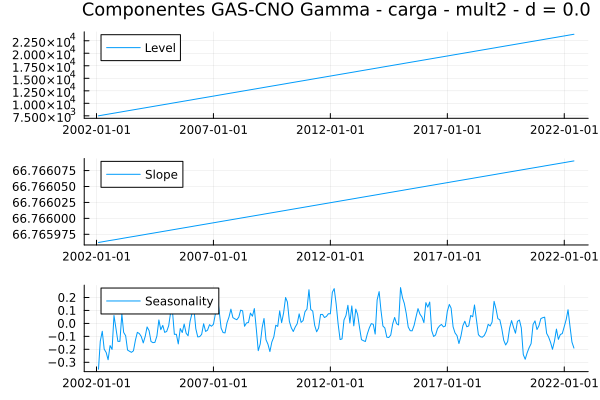 Componentes GAS-CNO Gamma - carga - mult2 - d = 0.0
2.250×10⁴
2.000×10⁴
1.750×10⁴
1.500×10⁴
1.250×10⁴
1.000×10⁴
7.500×10³
Level
2002-01-01 2007-01-01 2012-01-01 2017-01-01 2022-01-01
66.766075
66.766050
66.766025
66.766000
66.765975
Slope
2002-01-01 2007-01-01 2012-01-01 2017-01-01 2022-01-01
0.2
0.1
0.0
−0.1
−0.2
−0.3
Seasonality
2002-01-01 2007-01-01 2012-01-01 2017-01-01 2022-01-01